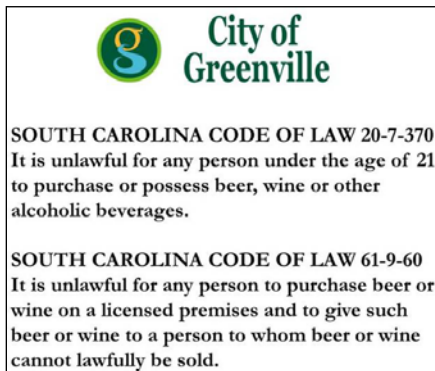 g
City of
Greenville
SOUTH CAROLINA CODE OF LAW 20-7-370
It is unlawful for any person under the age of 21
to purchase or possess beer, wine or other
alcoholic beverages.
SOUTH CAROLINA CODE OF LAW 61-9-60
It is unlawful for any person to purchase beer or
wine on a licensed premises and to give such
beer or wine to a person to whom beer or wine
cannot lawfully be sold.